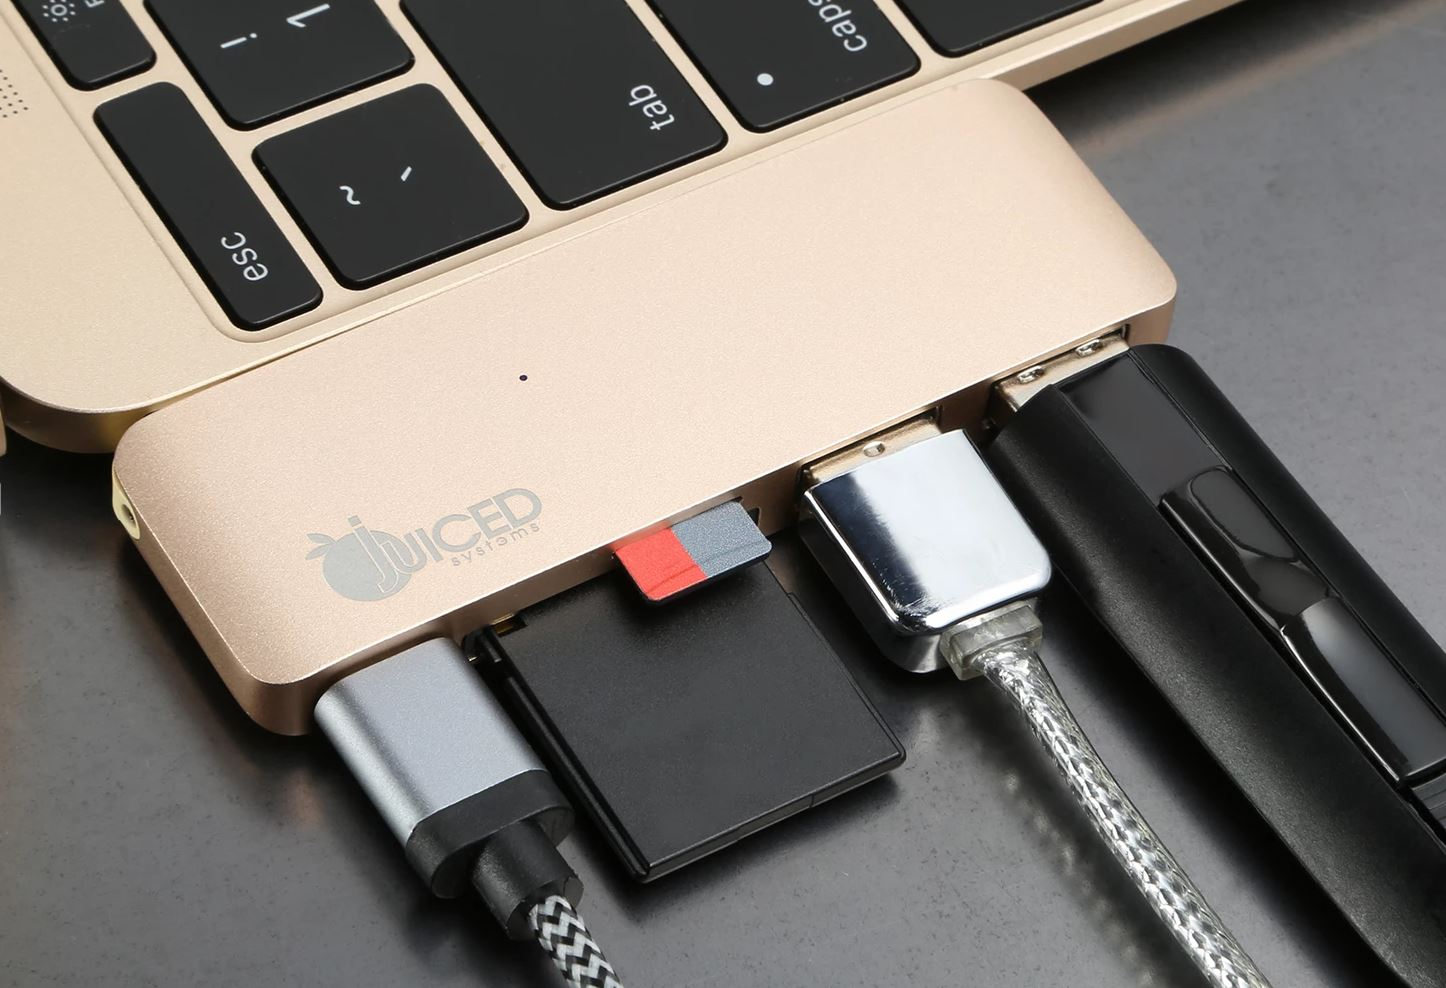 F
!
1
esc
~
`
tab
caps
JUICED
systems